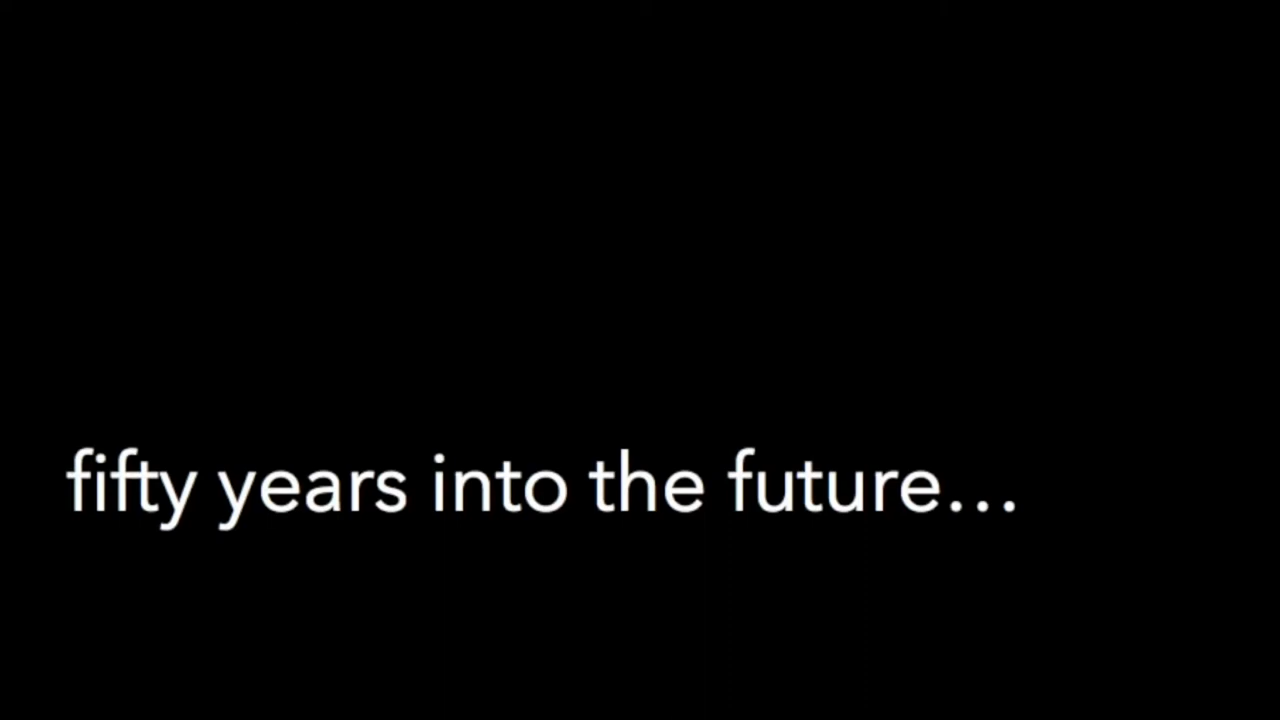 fifty years into the future…